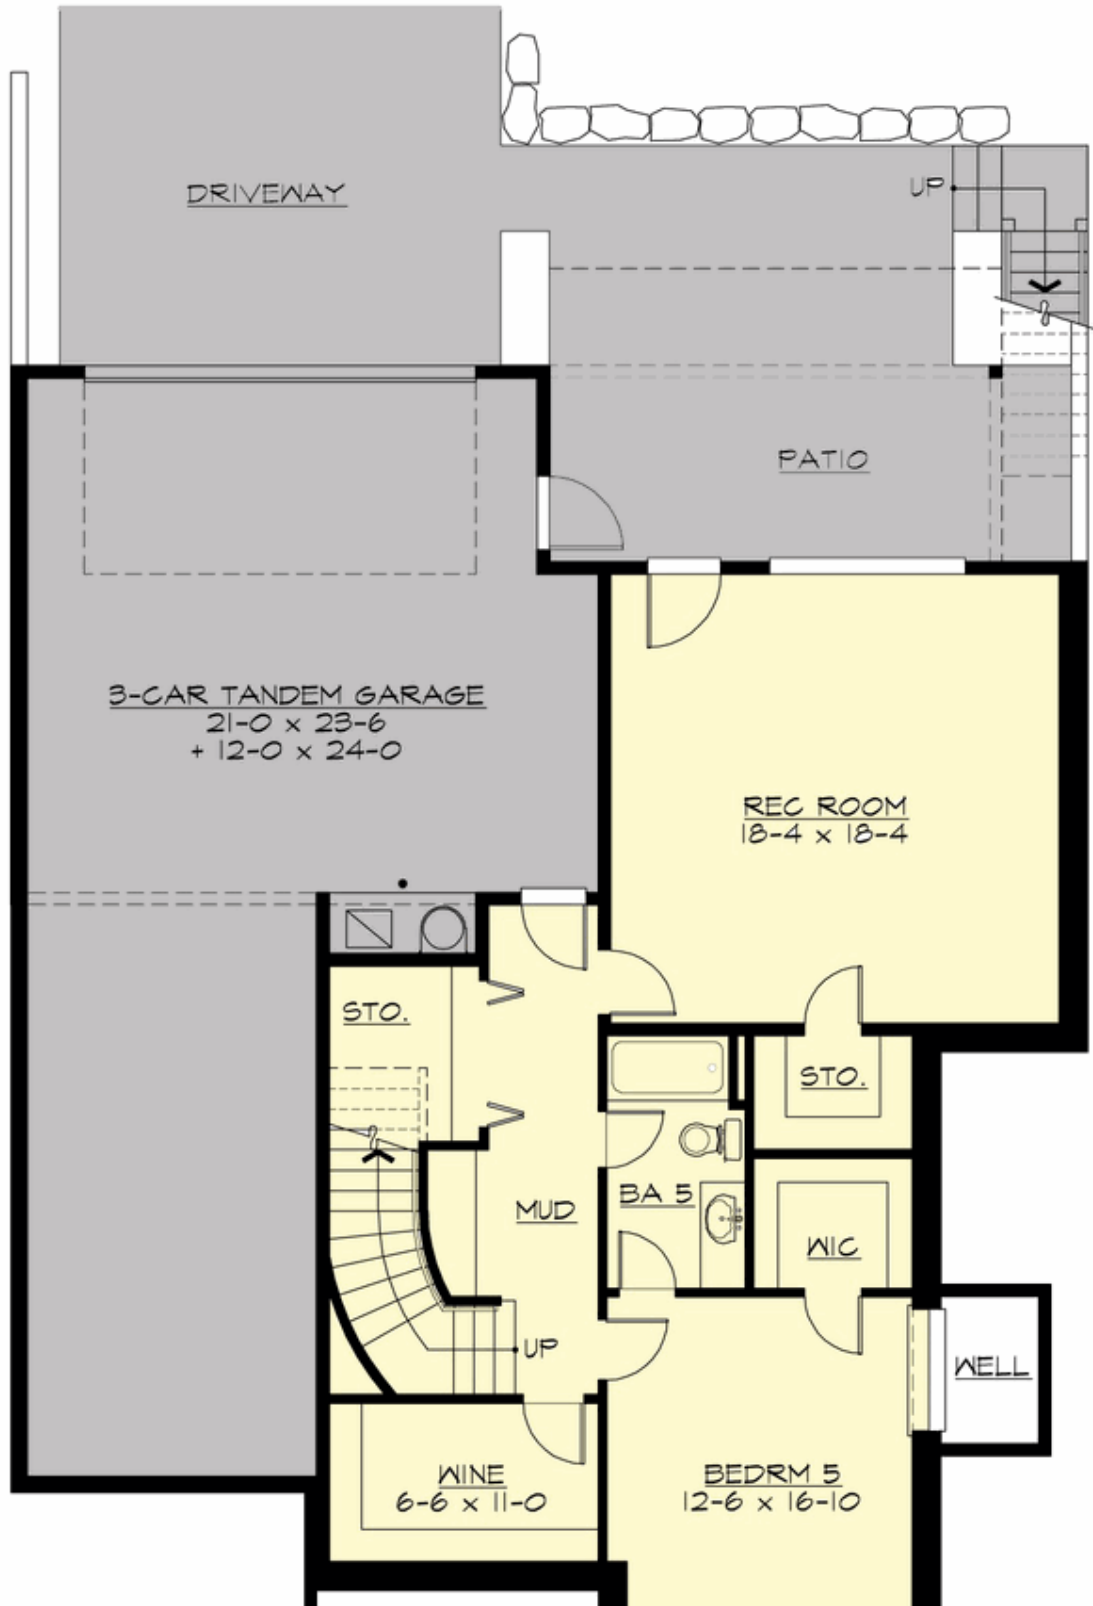 DRIVEWAY
UP
PATIO
3-CAR TANDEM GARAGE
21-0 x 23-6
+ 12-0 x 24-0
REC ROOM
18-4 x 18-4
STO.
STO.
BA 5
MUD
WIC
UP
WELL
WINE
6-6 x 11-0
BEDRM 5
12-6 x 16-10